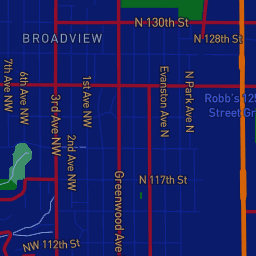 N 130th St
N 128th St
BROADVIEW
7th Ave NW
6th Ave NW
3rd Ave NW
1st Ave NW
2nd Ave NW
Evanston Ave N
N Park Ave N
Robb's 12
Street Gr
N 117th St
Greenwood Ave
NW 112th St